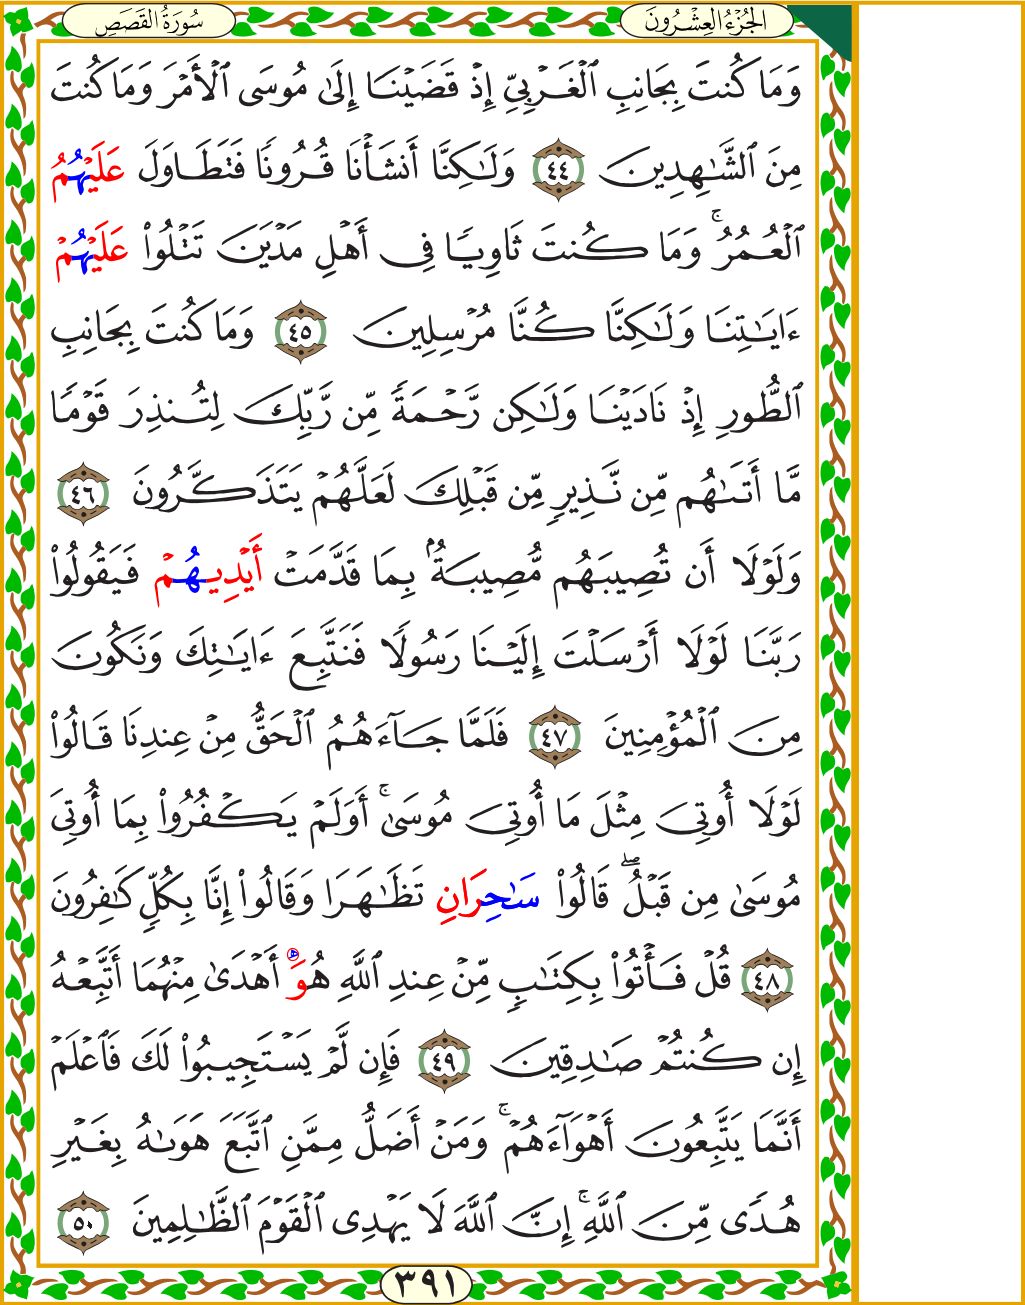 الجُزْءُ العِشْرُونَ
سُورَةُ القَصَصِ
وَمَا كُنتَ بِجَانِبِ ٱلْغَرْبِيِّ إِذْ قَضَيْنَا إِلَىٰ مُوسَى ٱلْأَمْرَ وَمَا كُنتَ
مِنَ ٱلشَّٰهِدِينَ ٤٤ وَلَٰكِنَّا أَنشَأْنَا قُرُونًا فَتَطَاوَلَ عَلَيْهُمُ
ٱلْعُمُرُ ۚ وَمَا كُنتَ ثَاوِيًا فِى أَهْلِ مَدْيَنَ تَتْلُوا۟ عَلَيْهُمْ
ءَايَٰتِنَا وَلَٰكِنَّا كُنَّا مُرْسِلِينَ ٤٥ وَمَا كُنتَ بِجَانِبِ
ٱلطُّورِ إِذْ نَادَيْنَا وَلَٰكِن رَّحْمَةً مِّن رَّبِّكَ لِتُنذِرَ قَوْمًا
مَّا أَتَىٰهُم مِّن نَّذِيرٍ مِّن قَبْلِكَ لَعَلَّهُمْ يَتَذَكَّرُونَ ٤٦
وَلَوْلَا أَن تُصِيبَهُم مُّصِيبَةٌۢ بِمَا قَدَّمَتْ أَيْدِيهُمْ فَيَقُولُوا۟
رَبَّنَا لَوْلَا أَرْسَلْتَ إِلَيْنَا رَسُولًا فَنَتَّبِعَ ءَايَٰتِكَ وَنَكُونَ
مِنَ ٱلْمُؤْمِنِينَ ٤٧ فَلَمَّا جَآءَهُمُ ٱلْحَقُّ مِنْ عِندِنَا قَالُوا۟
لَوْلَا أُوتِىَ مِثْلَ مَا أُوتِىَ مُوسَىٰ ۚ أَوَلَمْ يَكْفُرُوا۟ بِمَا أُوتِىَ
مُوسَىٰ مِن قَبْلُ ۖ قَالُوا۟ سَٰحِرَانِ تَظَٰهَرَا وَقَالُوا۟ إِنَّا بِكُلٍّ كَٰفِرُونَ
٤٨ قُلْ فَأْتُوا۟ بِكِتَٰبٍ مِّنْ عِندِ ٱللَّهِ هُوَ أَهْدَىٰ مِنْهُمَا أَتَّبِعْهُ
إِن كُنتُمْ صَٰدِقِينَ ٤٩ فَإِن لَّمْ يَسْتَجِيبُوا۟ لَكَ فَٱعْلَمْ
أَنَّمَا يَتَّبِعُونَ أَهْوَآءَهُمْ ۚ وَمَنْ أَضَلُّ مِمَّنِ ٱتَّبَعَ هَوَىٰهُ بِغَيْرِ
هُدًى مِّنَ ٱللَّهِ ۚ إِنَّ ٱللَّهَ لَا يَهْدِى ٱلْقَوْمَ ٱلظَّٰلِمِينَ ٥٠
٣٩١